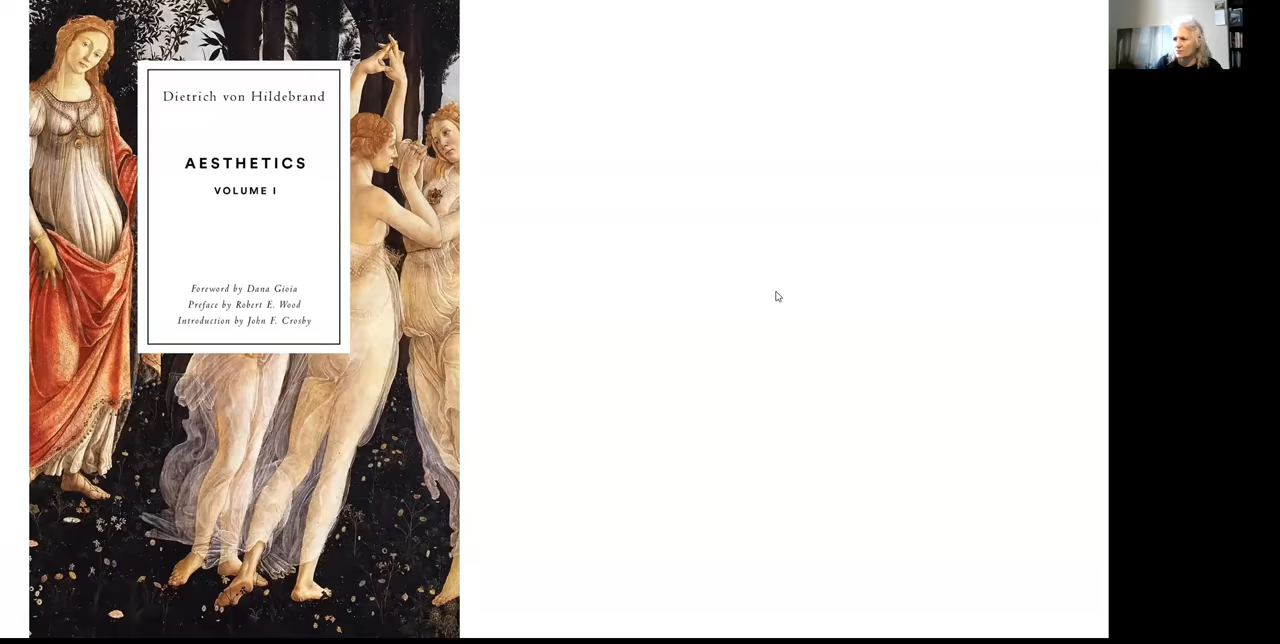 Dietrich von Hildebrand
AESTHETICS
VOLUME I
Foreword by Dana Gioia
Preface by Robert E. Wood
Introduction by John F. Crosby